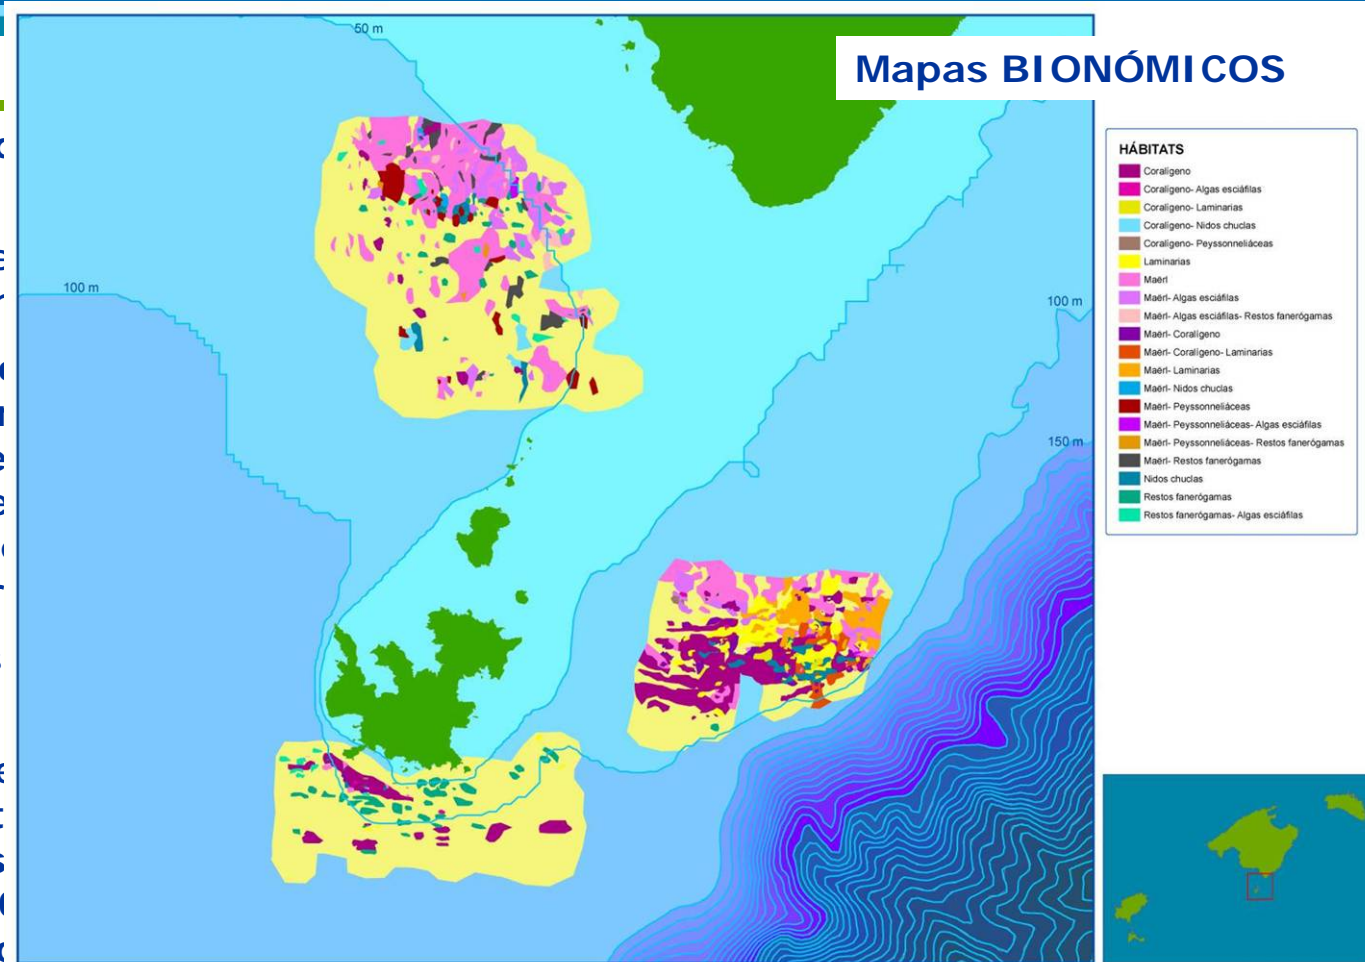 Mapas BIONÓMICOS
50 m
100 m
100 m
150 m
HÁBITATS
Coralígeno
Coralígeno- Algas esciáfilas
Coralígeno- Laminarias
Coralígeno- Nidos chuclas
Coralígeno- Peyssonneliáceas
Laminarias
Maërl
Maërl- Algas esciáfilas
Maërl- Algas esciáfilas- Restos fanerógamas
Maërl- Coralígeno
Maërl- Coralígeno- Laminarias
Maërl- Laminarias
Maërl- Nidos chuclas
Maërl- Peyssonneliáceas
Maërl- Peyssonneliáceas- Algas esciáfilas
Maërl- Peyssonneliáceas- Restos fanerógamas
Maërl- Restos fanerógamas
Nidos chuclas
Restos fanerógamas
Restos fanerógamas- Algas esciáfilas